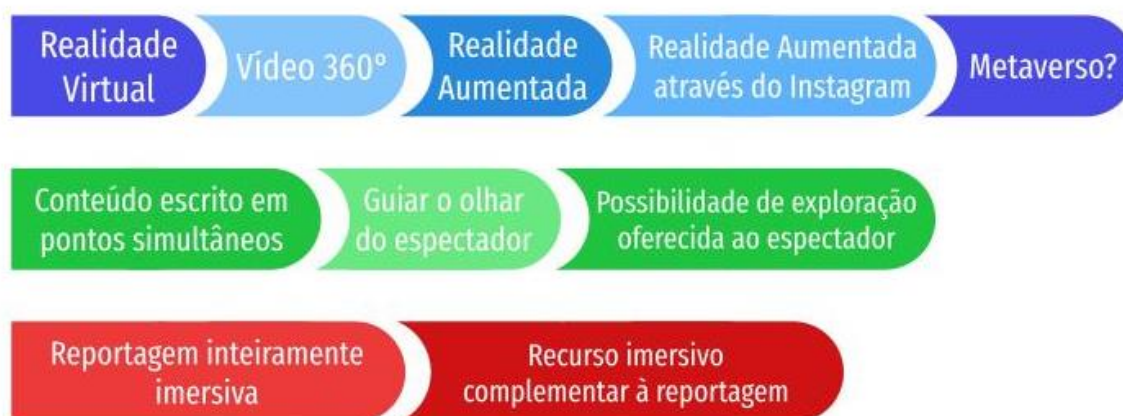 Realidade
Virtual
Vídeo 360º
Realidade
Aumentada
Realidade Aumentada
através do Instagram
Metaverso?
Conteúdo escrito em
pontos simultâneos
Guiar o olhar
do espectador
Possibilidade de exploração
oferecida ao espectador
Reportagem inteiramente
imersiva
Recurso imersivo
complementar à reportagem